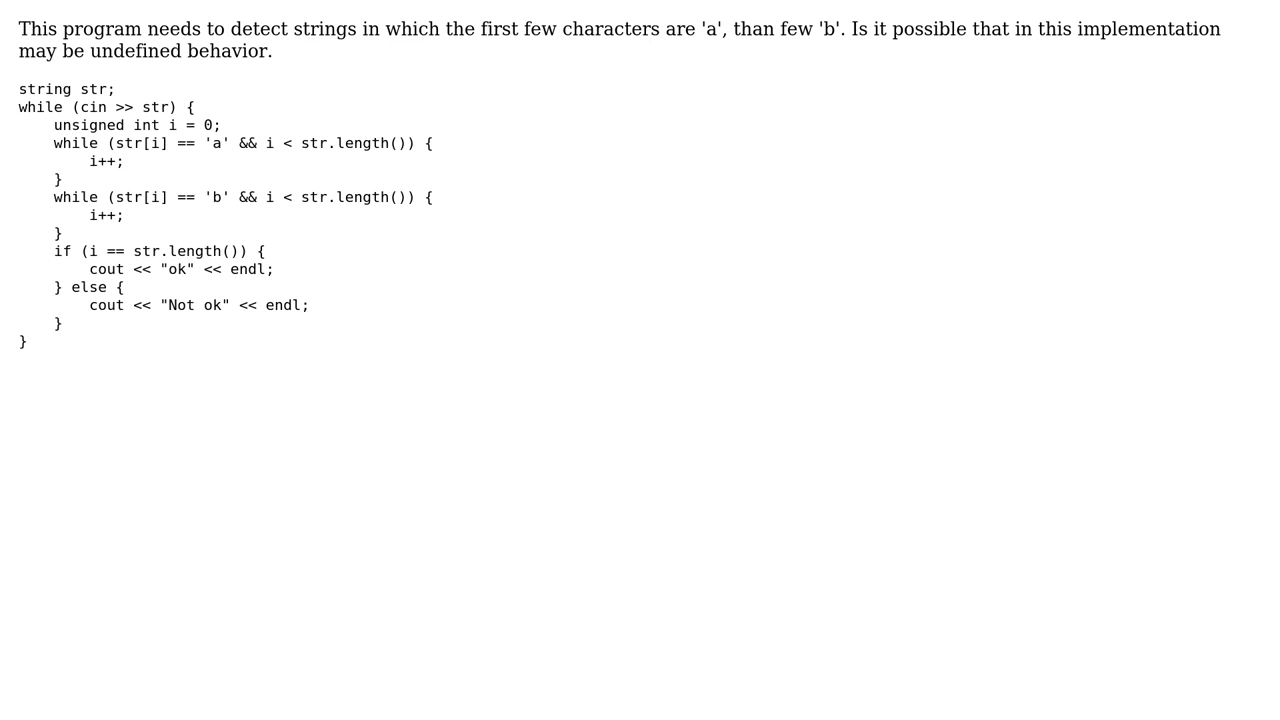 This program needs to detect strings in which the first few characters are 'a', than few 'b'. Is it possible that in this implementation
may be undefined behavior.
string str;
while (cin >> str) {
    unsigned int i = 0;
    while (str[i] == 'a' && i < str.length()) {
        i++;
    }
    while (str[i] == 'b' && i < str.length()) {
        i++;
    }
    if (i == str.length()) {
        cout << "ok" << endl;
    } else {
        cout << "Not ok" << endl;
    }
}